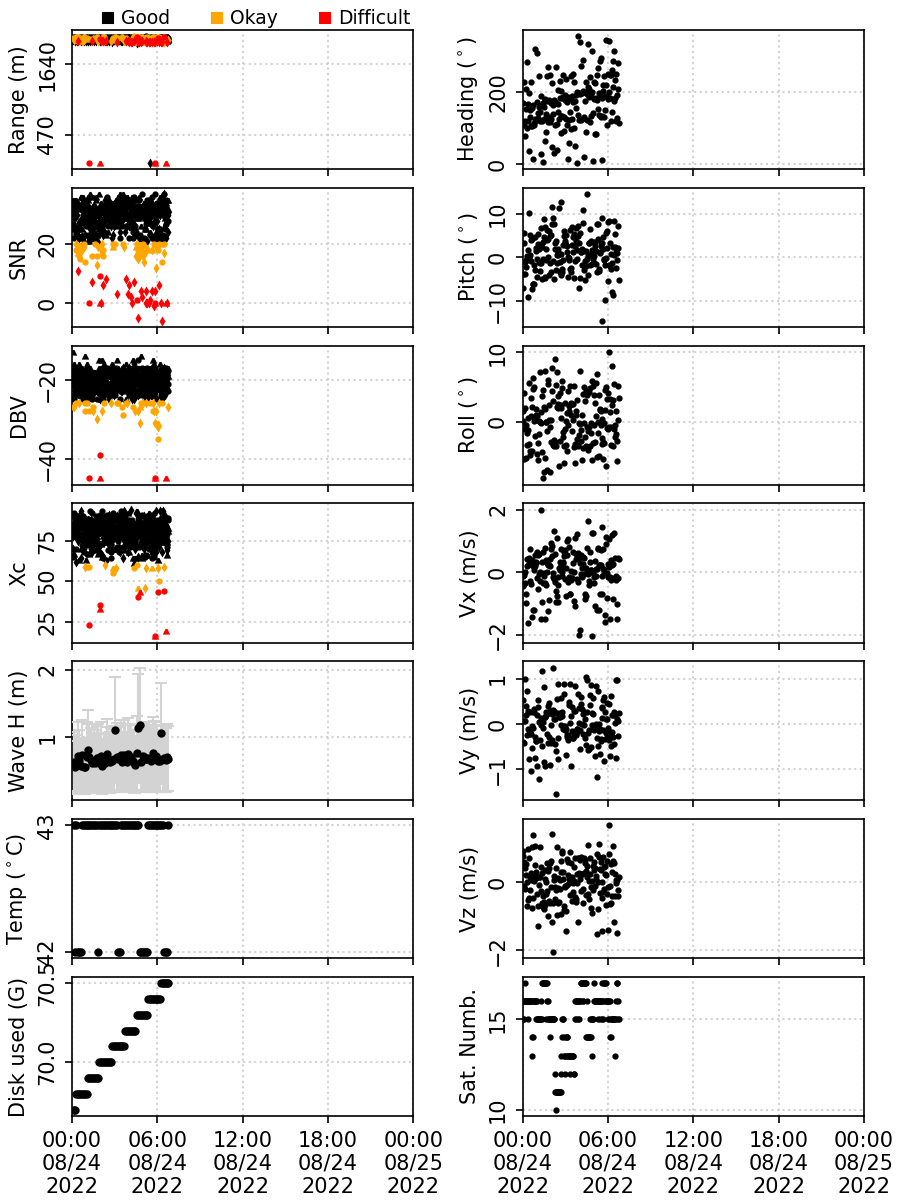 Good Okay Difficult
Range (m)
1640
470
Heading (°)
200
0
SNR
20
0
Pitch (°)
10
0
−10
DBV
−20
−40
Roll (°)
10
0
Xc
75
50
25
Vx (m/s)
2
0
−2
Wave H (m)
2
1
Vy (m/s)
1
0
−1
Temp (°C)
43
42
Vz (m/s)
0
−2
Disk used (G)
70.5
70.0
Sat. Numb.
15
10
00:00 06:00 12:00 18:00 00:00 00:00 06:00 12:00 18:00 00:00
08/24 08/24 08/24 08/24 08/25 08/24 08/24 08/24 08/24 08/25
2022 2022 2022 2022 2022 2022 2022 2022 2022 2022